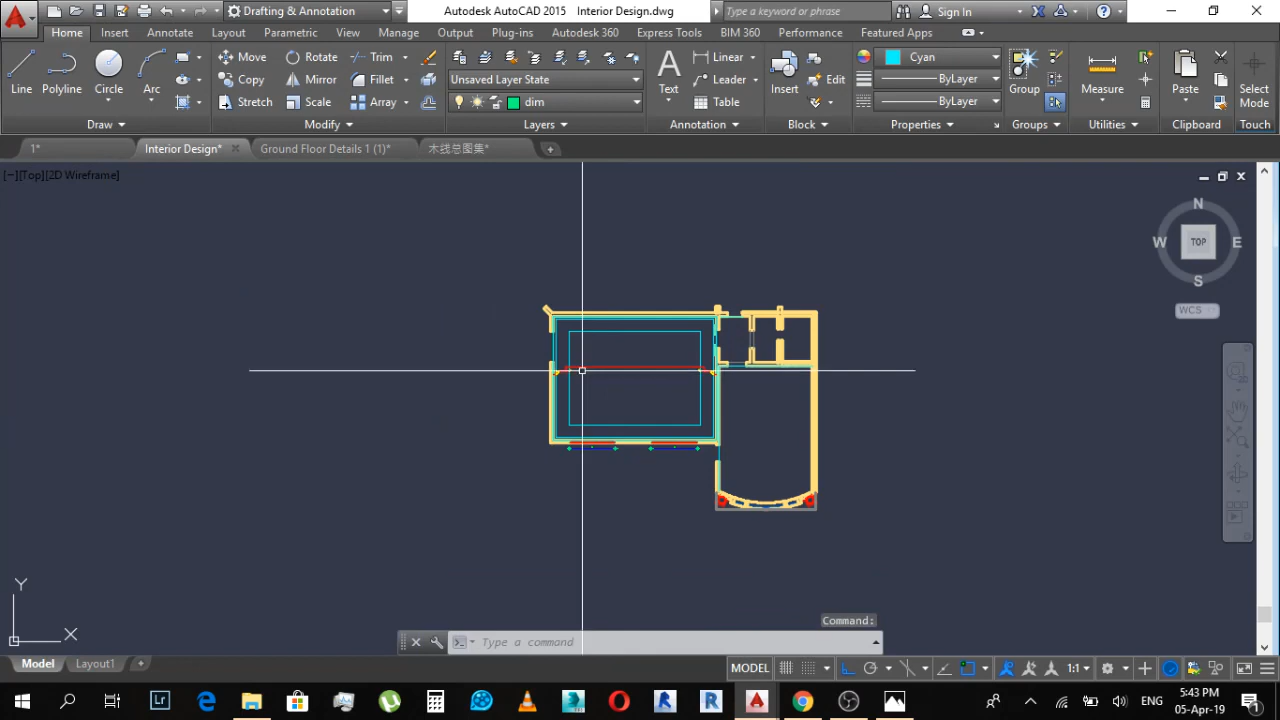 Drafting & Annotation
Autodesk AutoCAD 2015 Interior Design.dwg
Type a keyword or phrase
Sign In
Home Insert Annotate Layout Parametric View Manage Output Plug-ins Autodesk 360 Express Tools BIM 360 Performance Featured Apps
Line Polyline Circle Arc
Move Rotate Trim
Copy Mirror Fillet
Stretch Scale Array
Unsaved Layer State
dim
Text
Linear
Leader
Table
Insert
Edit
Cyan
ByLayer
ByLayer
Group
Measure
Paste
Select
Mode
Draw Modify Layers Annotation Block Properties Groups Utilities Clipboard Touch
1* Interior Design* Ground Floor Details 1 (1)* 木线总图集*
[−][Top][2D Wireframe]
N
W TOP E
S
WCS
Y
X
Command:
Type a command
Model Layout1 +
MODEL 1:1
Lr
ENG
5:43 PM
05-Apr-19
1